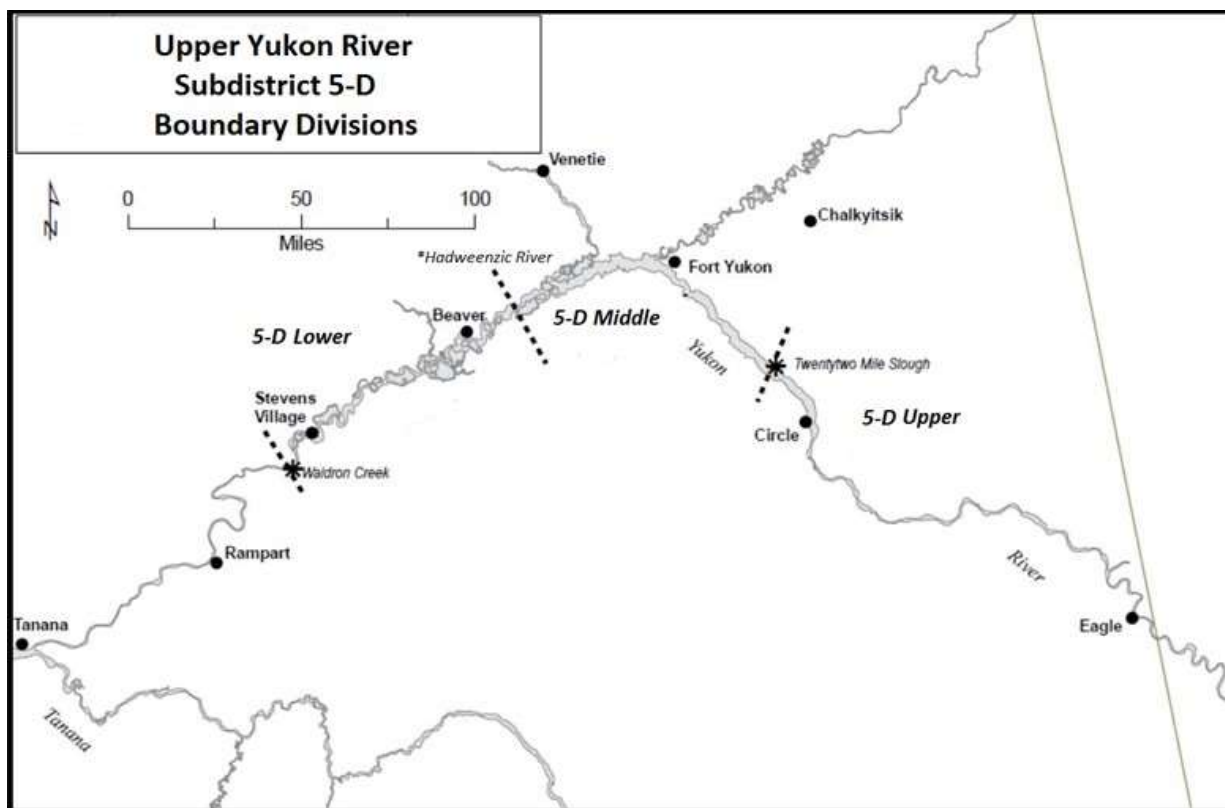 Upper Yukon River
Subdistrict 5-D
Boundary Divisions
N
0
50
100
Miles
Venetie
Chalkyitsik
*Hadweenzic River
Fort Yukon
Beaver
5-D Middle
5-D Lower
Yukon
Twentytwo Mile Slough
Stevens
Village
5-D Upper
Circle
Waldron Creek
Rampart
River
Tanana
Eagle
Tanana